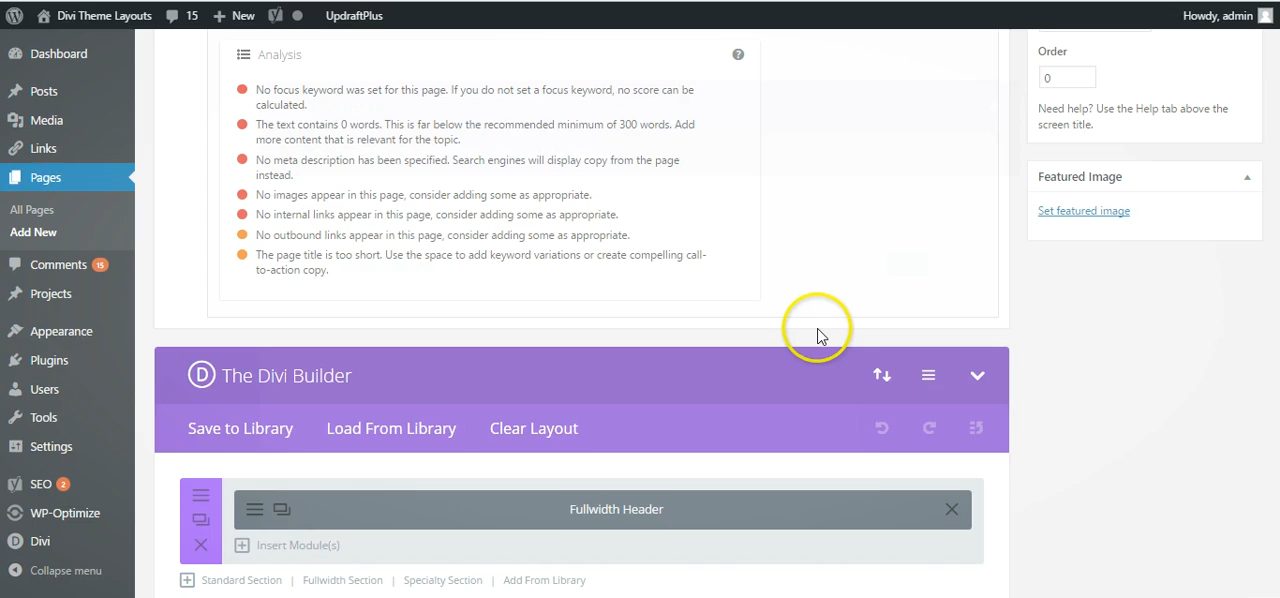 Divi Theme Layouts 15 New UpdraftPlus Howdy, admin
Dashboard
Posts
Media
Links
Pages
All Pages
Add New
Comments 15
Projects
Appearance
Plugins
Users
Tools
Settings
SEO 2
WP-Optimize
Divi
Collapse menu
Analysis
No focus keyword was set for this page. If you do not set a focus keyword, no score can be
calculated.
The text contains 0 words. This is far below the recommended minimum of 300 words. Add
more content that is relevant for the topic.
No meta description has been specified. Search engines will display copy from the page
instead.
No images appear in this page, consider adding some as appropriate.
No internal links appear in this page, consider adding some as appropriate.
No outbound links appear in this page, consider adding some as appropriate.
The page title is too short. Use the space to add keyword variations or create compelling call-
to-action copy.
D The Divi Builder
Save to Library Load From Library Clear Layout
Fullwidth Header
Insert Module(s)
Standard Section | Fullwidth Section | Specialty Section | Add From Library
Order
0
Need help? Use the Help tab above the
screen title.
Featured Image
Set featured image